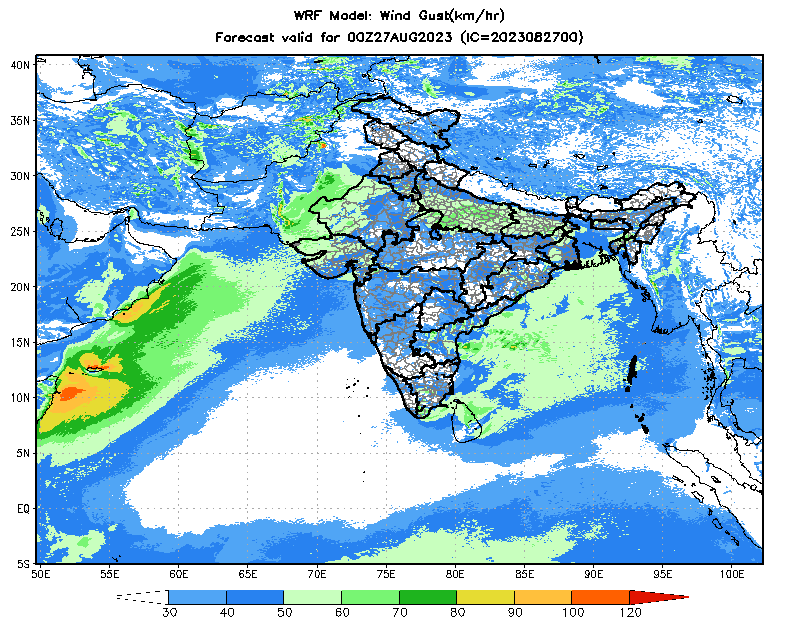 WRF Model: Wind Gust(km/hr)
Forecast valid for 00Z27AUG2023 (IC=2023082700)
40N
35N
30N
25N
20N
15N
10N
5N
EQ
5S
50E 55E 60E 65E 70E 75E 80E 85E 90E 95E 100E
30 40 50 60 70 80 90 100 120